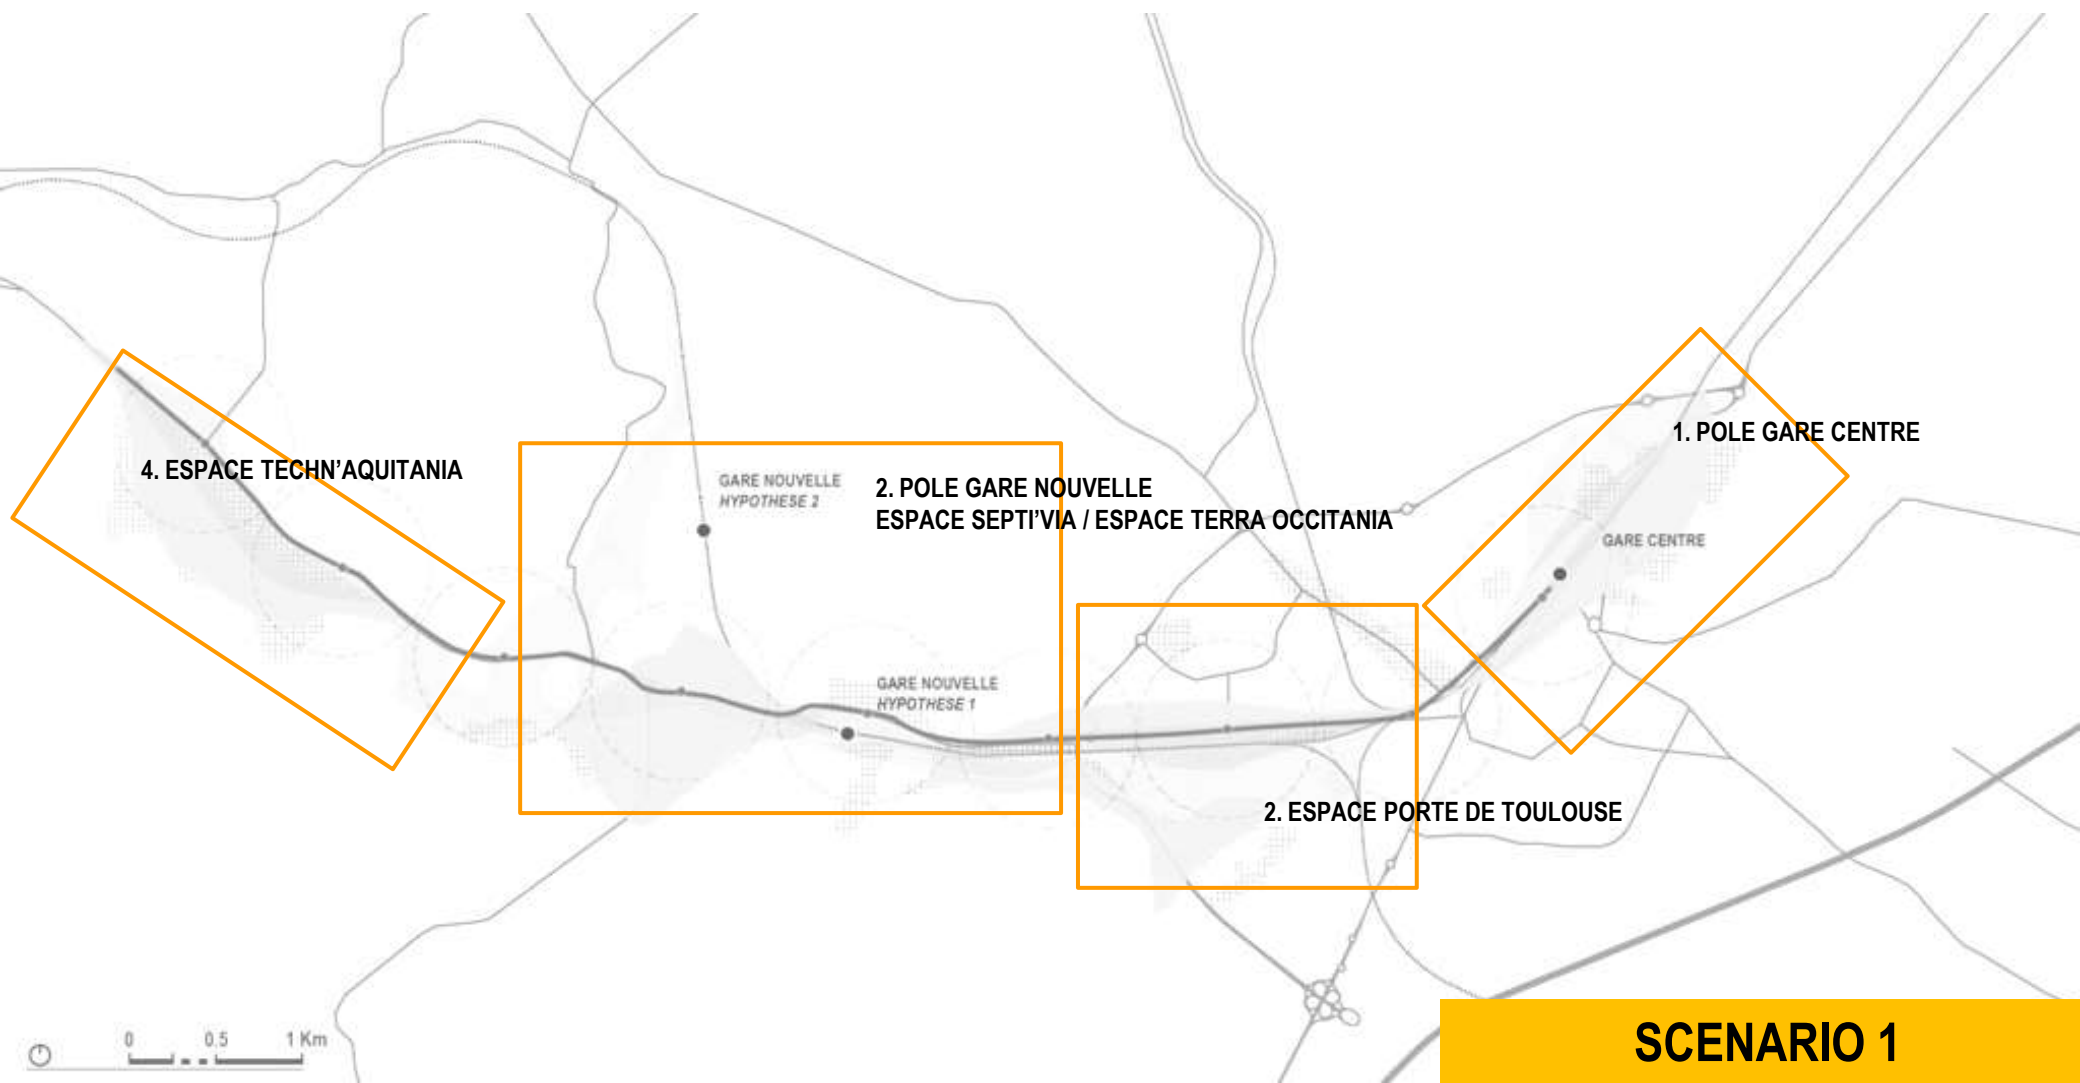 1. POLE GARE CENTRE
4. ESPACE TECHN'AQUITANIA
GARE NOUVELLE
HYPOTHESE 2
2. POLE GARE NOUVELLE
ESPACE SEPTI'VIA / ESPACE TERRA OCCITANIA
GARE CENTRE
GARE NOUVELLE
HYPOTHESE 1
2. ESPACE PORTE DE TOULOUSE
0 0.5 1 Km
SCENARIO 1